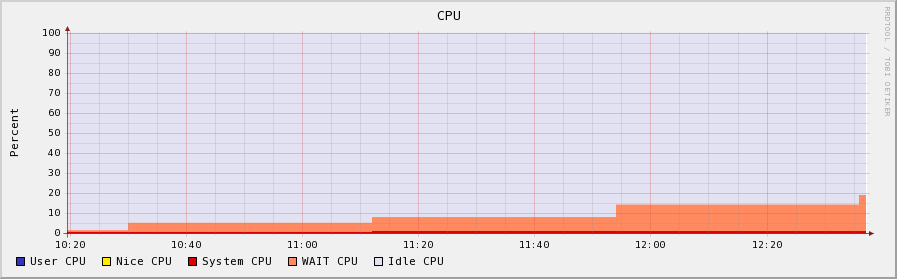 CPU
100
90
80
70
60
50
40
30
20
10
0
Percent
10:20 10:40 11:00 11:20 11:40 12:00 12:20
User CPU Nice CPU System CPU WAIT CPU Idle CPU
RRDTOOL / TOBI OETIKER